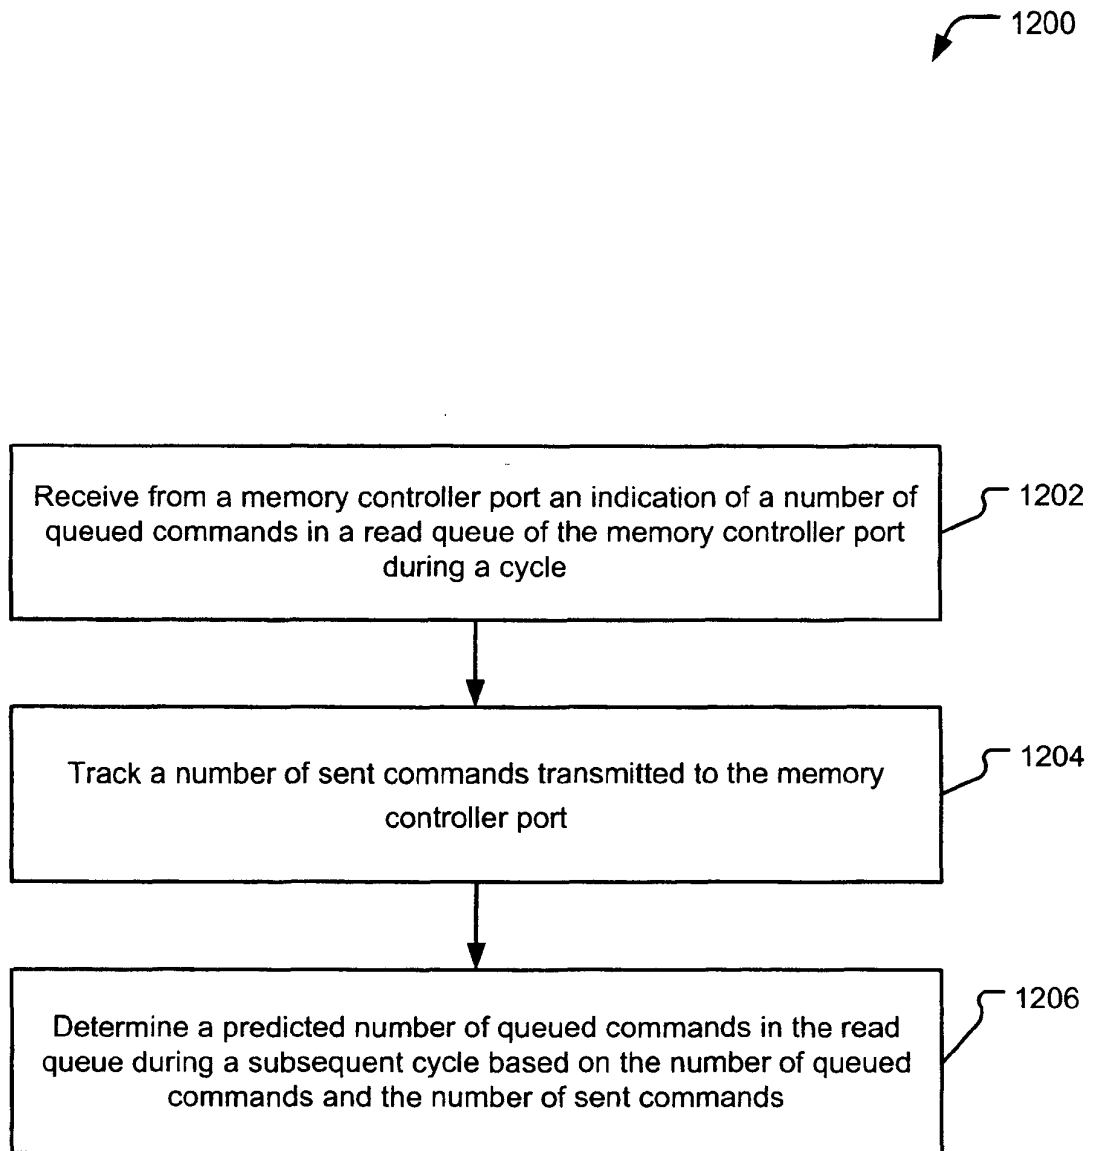 1200
Receive from a memory controller port an indication of a number of
queued commands in a read queue of the memory controller port
during a cycle
1202
Track a number of sent commands transmitted to the memory
controller port
1204
Determine a predicted number of queued commands in the read
queue during a subsequent cycle based on the number of queued
commands and the number of sent commands
1206